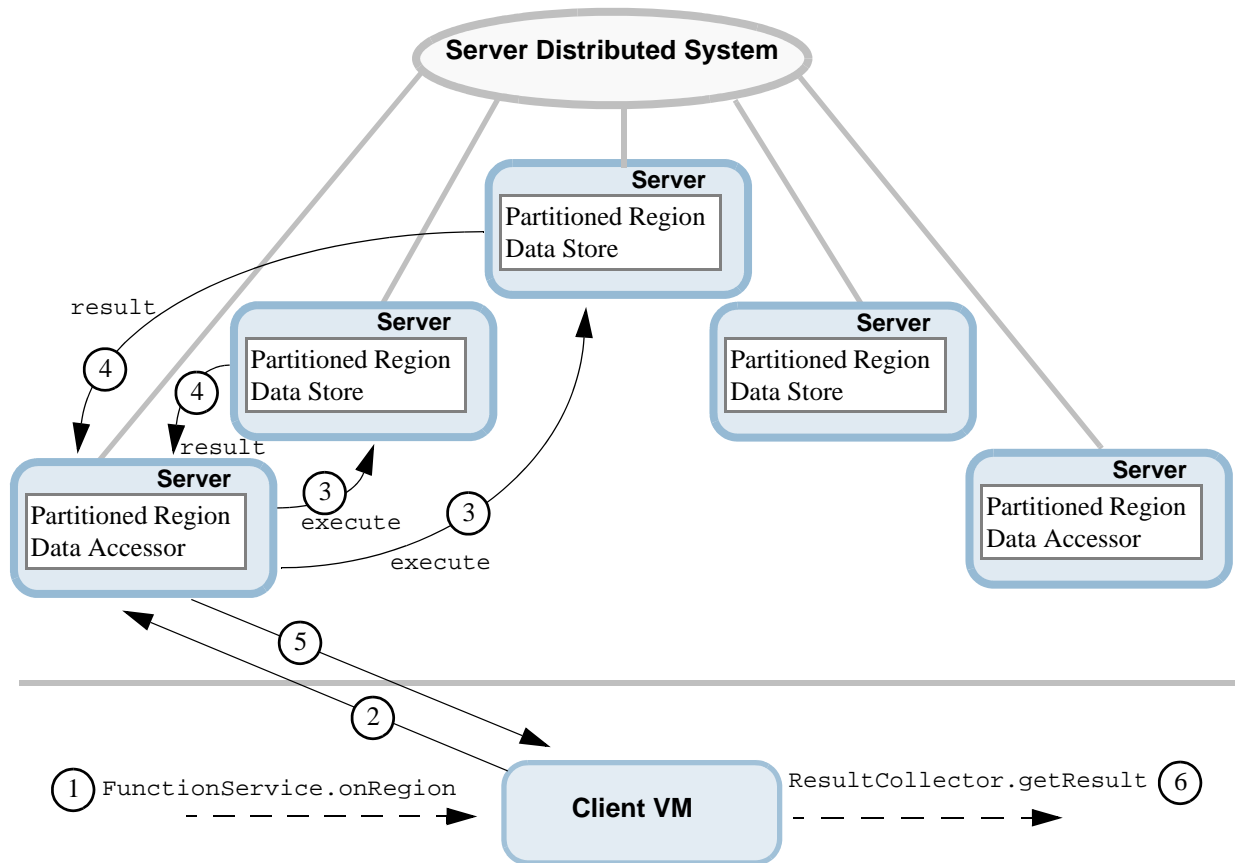 Server Distributed System
Server
Partitioned Region
Data Store
result
4
Server
Partitioned Region
Data Store
Server
Partitioned Region
Data Store
4
result
Server
Partitioned Region
Data Accessor
3
execute
3
execute
Server
Partitioned Region
Data Accessor
5
2
1 FunctionService.onRegion
Client VM
ResultCollector.getResult 6